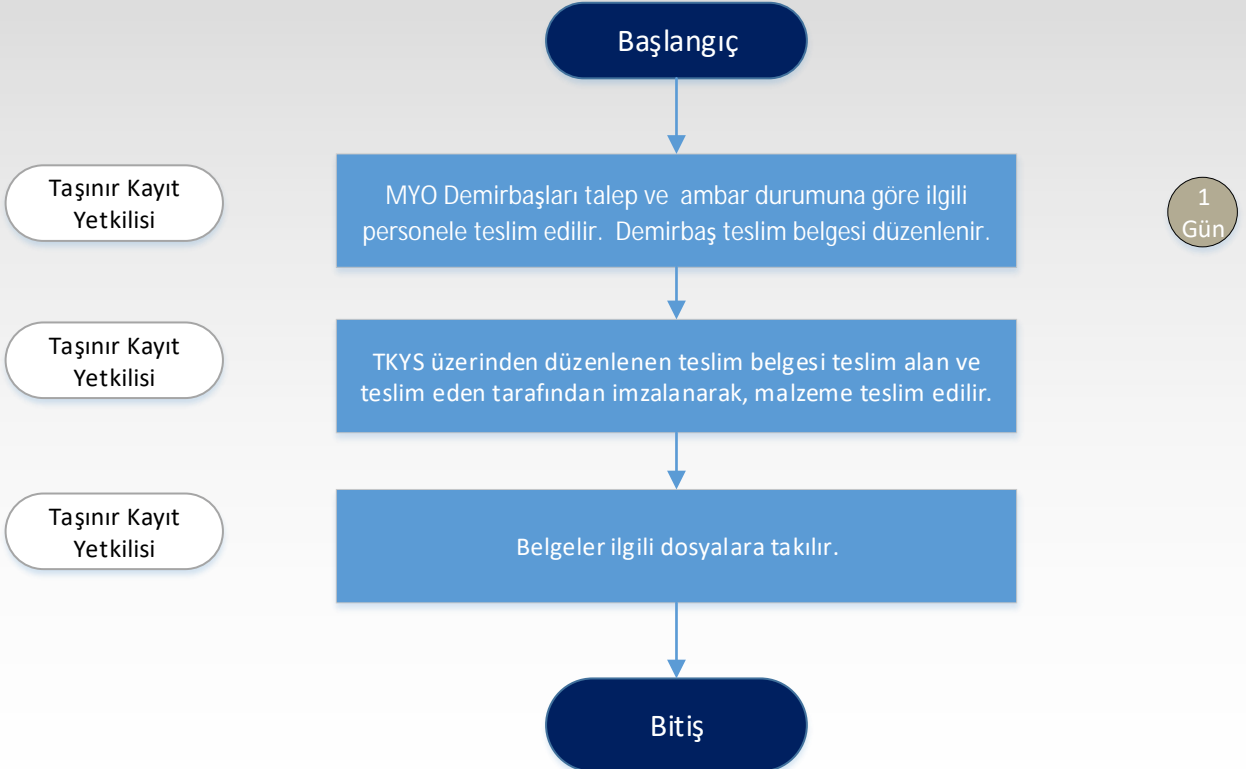 Başlangıç
Taşınır Kayıt
Yetkilisi
MYO Demirbaşları talep ve ambar durumuna göre ilgili
personele teslim edilir. Demirbaş teslim belgesi düzenlenir.
1
Gün
Taşınır Kayıt
Yetkilisi
TKYS üzerinden düzenlenen teslim belgesi teslim alan ve
teslim eden tarafından imzalanarak, malzeme teslim edilir.
Taşınır Kayıt
Yetkilisi
Belgeler ilgili dosyalara takılır.
Bitiş